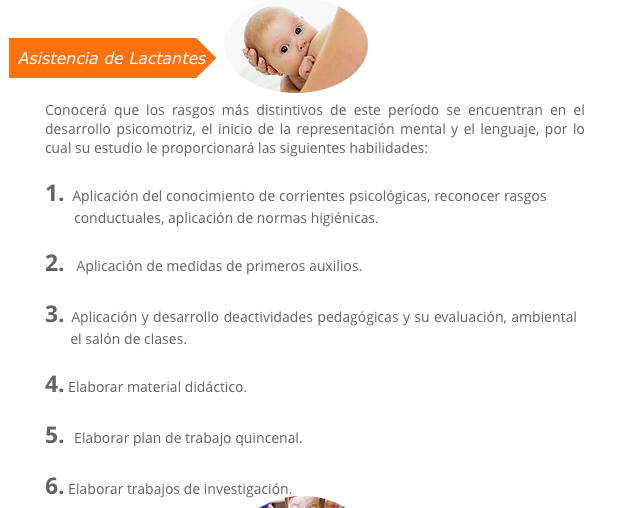 Asistencia de Lactantes
Conocerá que los rasgos más distintivos de este período se encuentran en el
desarrollo psicomotriz, el inicio de la representación mental y el lenguaje, por lo
cual su estudio le proporcionará las siguientes habilidades:
1. Aplicación del conocimiento de corrientes psicológicas, reconocer rasgos
conductuales, aplicación de normas higiénicas.
2. Aplicación de medidas de primeros auxilios.
3. Aplicación y desarrollo deactividades pedagógicas y su evaluación, ambiental
el salón de clases.
4. Elaborar material didáctico.
5. Elaborar plan de trabajo quincenal.
6. Elaborar trabajos de investigación.